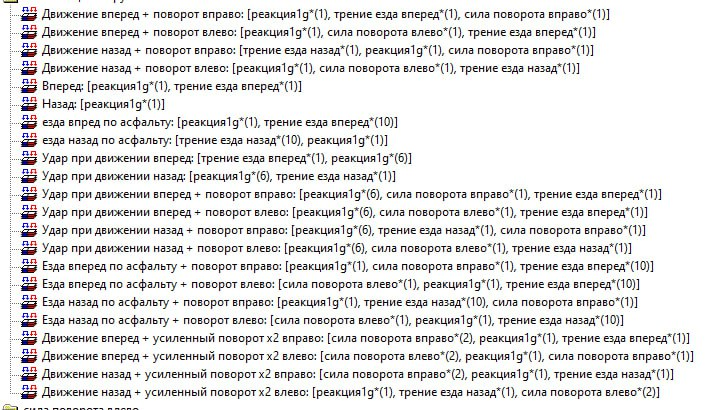 Движение вперед + поворот вправо: [реакция1g*(1), трение езда вперед*(1), сила поворота вправо*(1)]
Движение вперед + поворот влево: [реакция1g*(1), сила поворота влево*(1), трение езда вперед*(1)]
Движение назад + поворот вправо: [трение езда назад*(1), реакция1g*(1), сила поворота вправо*(1)]
Движение назад + поворот влево: [реакция1g*(1), сила поворота влево*(1), трение езда назад*(1)]
Вперед: [реакция1g*(1), трение езда вперед*(1)]
Назад: [реакция1g*(1)]
езда впред по асфальту: [реакция1g*(1), трение езда вперед*(10)]
езда назад по асфальту: [трение езда назад*(10), реакция1g*(1)]
Удар при движении вперед: [трение езда вперед*(1), реакция1g*(6)]
Удар при движении назад: [реакция1g*(6), трение езда назад*(1)]
Удар при движении вперед + поворот вправо: [реакция1g*(6), сила поворота вправо*(1), трение езда вперед*(1)]
Удар при движении вперед + поворот влево: [реакция1g*(6), сила поворота влево*(1), трение езда вперед*(1)]
Удар при движении назад + поворот вправо: [реакция1g*(6), трение езда назад*(1), сила поворота вправо*(1)]
Удар при движении назад + поворот влево: [реакция1g*(6), сила поворота влево*(1), трение езда назад*(1)]
Езда вперед по асфальту + поворот вправо: [реакция1g*(1), сила поворота вправо*(1), трение езда вперед*(10)]
Езда вперед по асфальту + поворот влево: [сила поворота влево*(1), реакция1g*(1), трение езда вперед*(10)]
Езда назад по асфальту + поворот вправо: [реакция1g*(1), трение езда назад*(10), сила поворота вправо*(1)]
Езда назад по асфальту + поворот влево: [сила поворота влево*(1), реакция1g*(1), трение езда назад*(10)]
Движение вперед + усиленный поворот x2 вправо: [сила поворота вправо*(2), реакция1g*(1), трение езда вперед*(1)]
Движение вперед + усиленный поворот x2 влево: [сила поворота влево*(2), реакция1g*(1), сила поворота вправо*(1)]
Движение назад + усиленный поворот x2 вправо: [сила поворота вправо*(2), реакция1g*(1), трение езда назад*(1)]
Движение назад + усиленный поворот x2 влево: [реакция1g*(1), трение езда назад*(1), сила поворота влево*(2)]
сила поворота влево